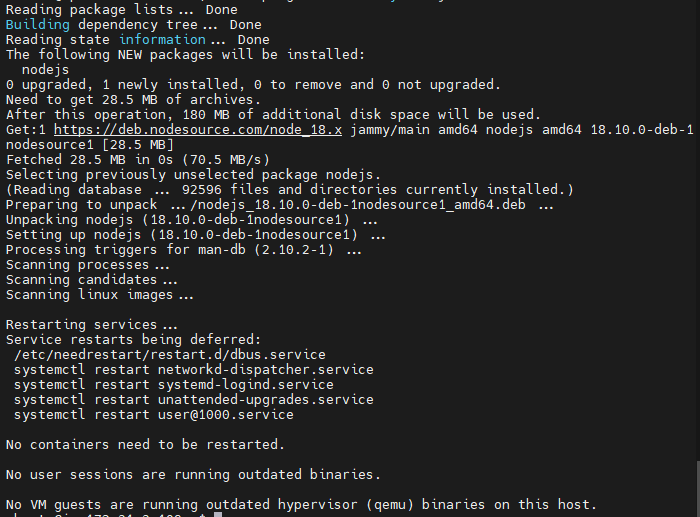 Reading package lists... Done
Building dependency tree... Done
Reading state information... Done
The following NEW packages will be installed:
  nodejs
0 upgraded, 1 newly installed, 0 to remove and 0 not upgraded.
Need to get 28.5 MB of archives.
After this operation, 180 MB of additional disk space will be used.
Get:1 https://deb.nodesource.com/node_18.x jammy/main amd64 nodejs amd64 18.10.0-deb-1
nodesource1 [28.5 MB]
Fetched 28.5 MB in 0s (70.5 MB/s)
Selecting previously unselected package nodejs.
(Reading database ... 92596 files and directories currently installed.)
Preparing to unpack .../nodejs_18.10.0-deb-1nodesource1_amd64.deb ...
Unpacking nodejs (18.10.0-deb-1nodesource1) ...
Setting up nodejs (18.10.0-deb-1nodesource1) ...
Processing triggers for man-db (2.10.2-1) ...
Scanning processes...
Scanning candidates...
Scanning linux images...

Restarting services...
Service restarts being deferred:
 /etc/needrestart/restart.d/dbus.service
 systemctl restart networkd-dispatcher.service
 systemctl restart systemd-logind.service
 systemctl restart unattended-upgrades.service
 systemctl restart user@1000.service

No containers need to be restarted.

No user sessions are running outdated binaries.

No VM guests are running outdated hypervisor (qemu) binaries on this host.